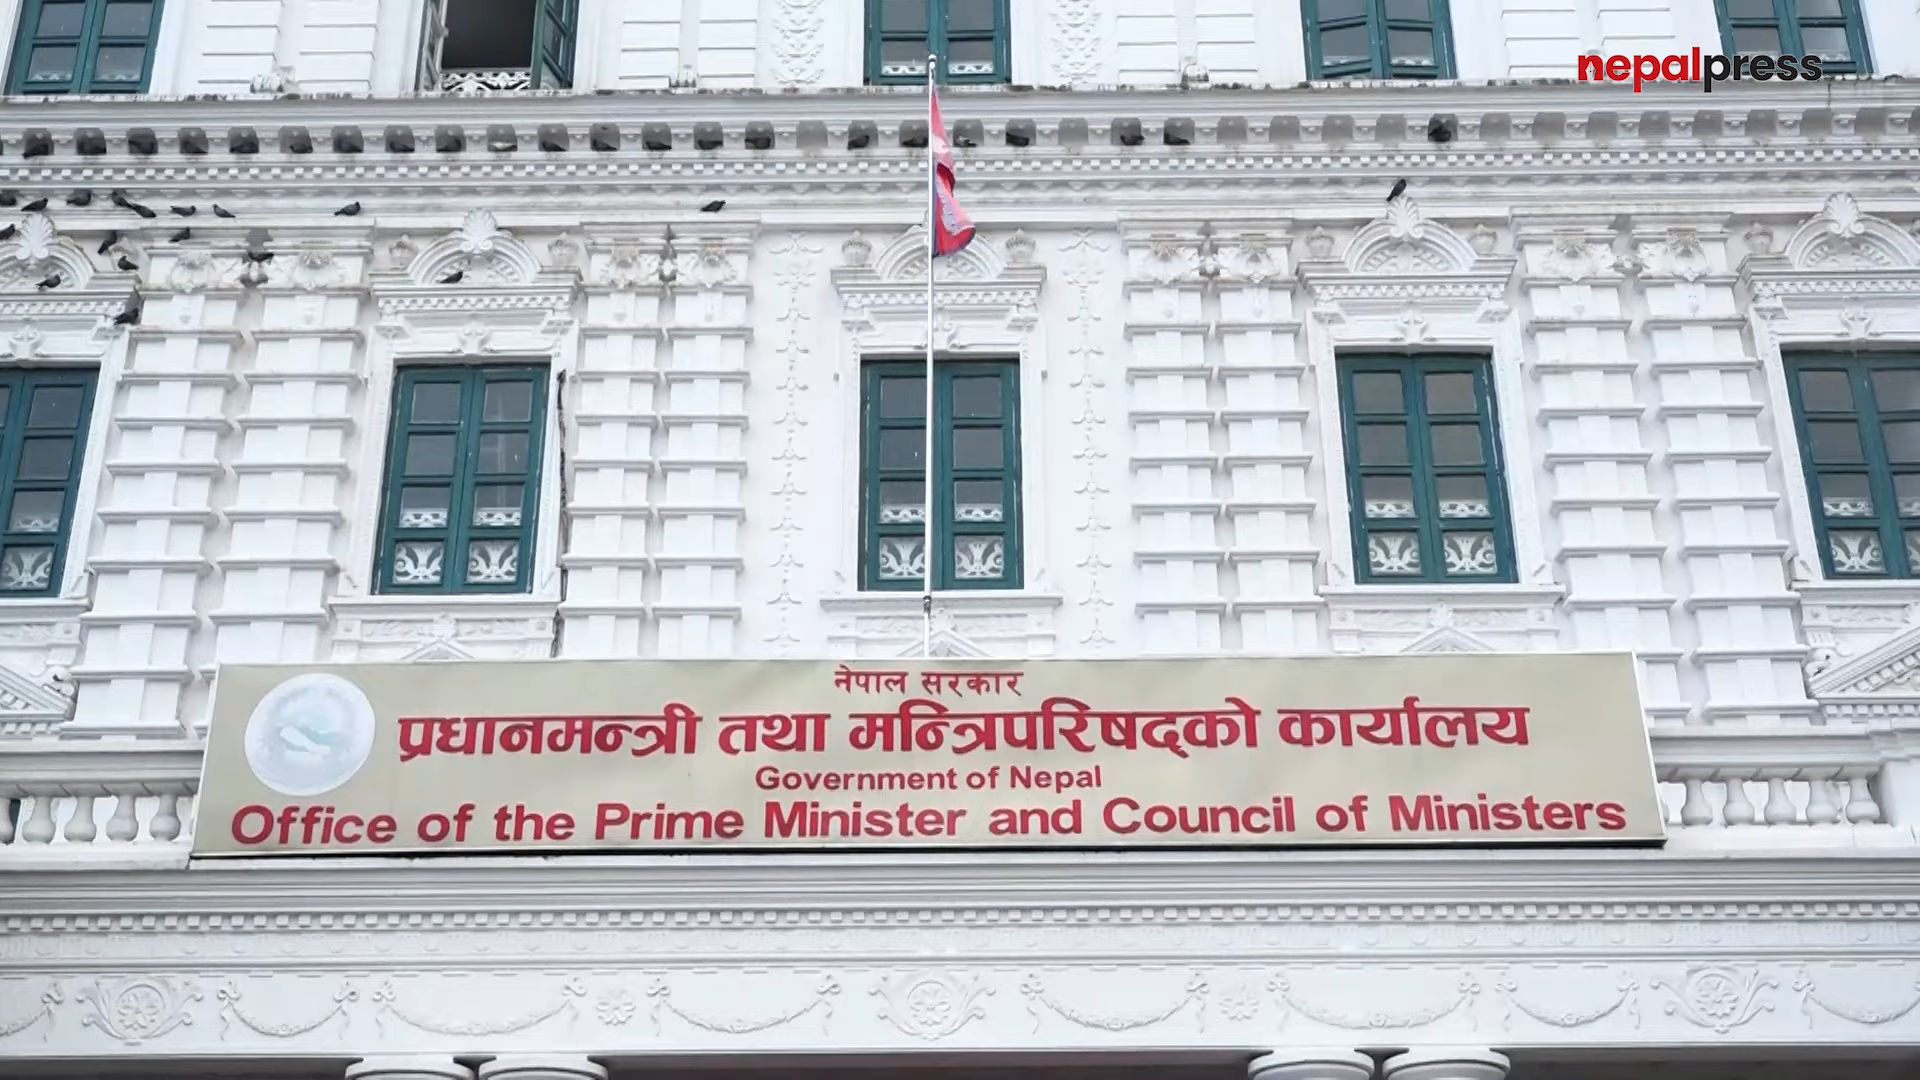 nepalpress
नेपाल सरकार
प्रधानमन्त्री तथा मन्त्रिपरिषद्को कार्यालय
Government of Nepal
Office of the Prime Minister and Council of Ministers